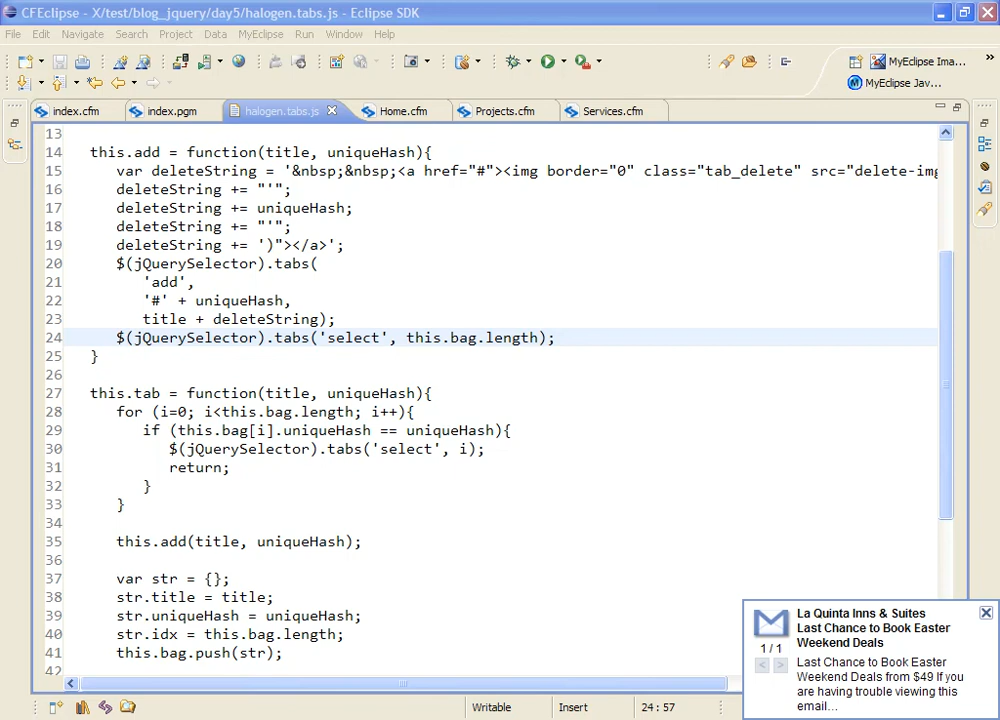 CFEclipse - X/test/blog_jquery/day5/halogen.tabs.js - Eclipse SDK
File Edit Navigate Search Project Data MyEclipse Run Window Help
MyEclipse Ima...
MyEclipse Jav...
index.cfm index.pgm halogen.tabs.js Home.cfm Projects.cfm Services.cfm
13
14 this.add = function(title, uniqueHash){
15 var deleteString = '&nbsp;&nbsp;<a href="#"><img border="0" class="tab_delete" src="delete-img
16 deleteString += "'";
17 deleteString += uniqueHash;
18 deleteString += "'";
19 deleteString += ')"></a>';
20 $(jQuerySelector).tabs(
21 'add',
22 '#' + uniqueHash,
23 title + deleteString);
24 $(jQuerySelector).tabs('select', this.bag.length);
25 }
26
27 this.tab = function(title, uniqueHash){
28 for (i=0; i<this.bag.length; i++){
29 if (this.bag[i].uniqueHash == uniqueHash){
30 $(jQuerySelector).tabs('select', i);
31 return;
32 }
33 }
34
35 this.add(title, uniqueHash);
36
37 var str = {};
38 str.title = title;
39 str.uniqueHash = uniqueHash;
40 str.idx = this.bag.length;
41 this.bag.push(str);
42
La Quinta Inns & Suites
Last Chance to Book Easter
Weekend Deals
1 / 1
Last Chance to Book Easter
Weekend Deals from $49 If you
are having trouble viewing this
email...
Writable Insert 24 : 57